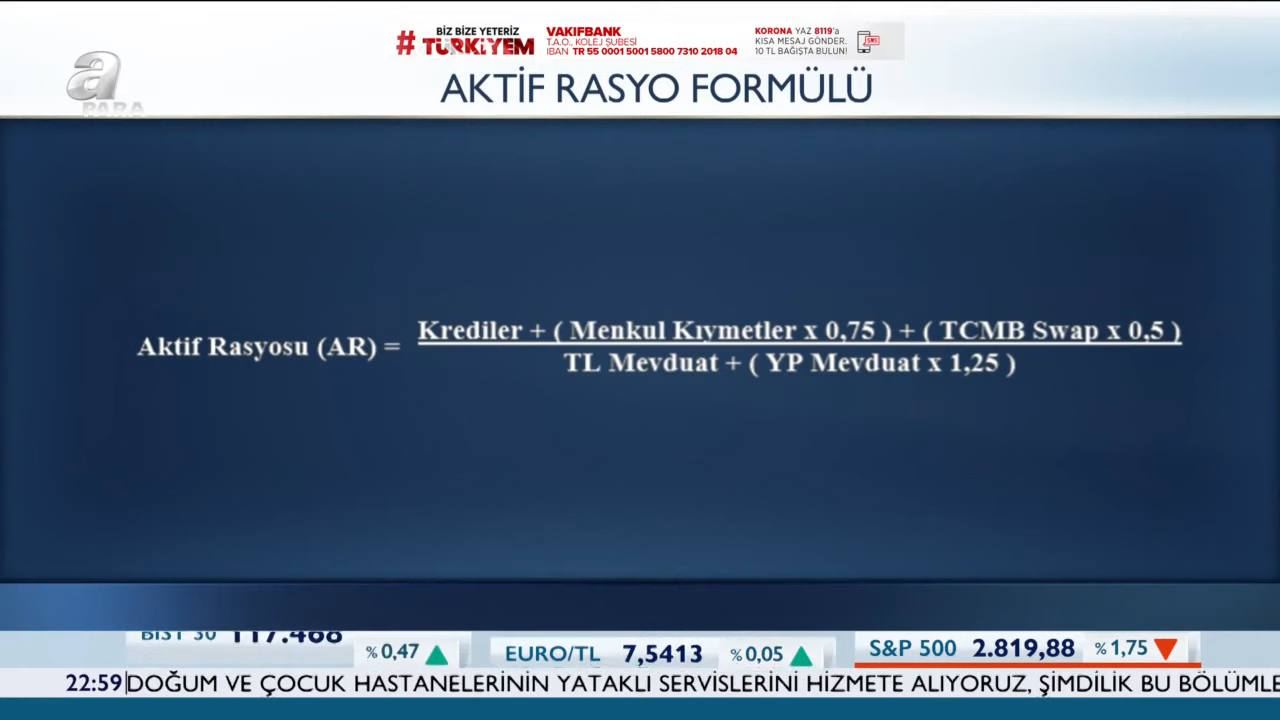 BİZ BİZE YETERİZ
# TÜRKİYEM
VAKIFBANK
T.A.O., KOLEJ ŞUBESİ
IBAN TR 55 0001 5001 5800 7310 2018 04
KORONA YAZ 8119'a
KISA MESAJ GÖNDER.
10 TL BAĞIŞTA BULUN!
SMS
a
PARA
AKTİF RASYO FORMÜLÜ
Aktif Rasyosu (AR) =
Krediler + ( Menkul Kıymetler x 0,75 ) + ( TCMB Swap x 0,5 )
TL Mevduat + ( YP Mevduat x 1,25 )
BIST 30 117.468 %0,47
EURO/TL 7,5413 %0,05
S&P 500 2.819,88 %1,75
22:59 DOĞUM VE ÇOCUK HASTANELERİNİN YATAKLI SERVİSLERİNİ HİZMETE ALIYORUZ, ŞİMDİLİK BU BÖLÜMLE